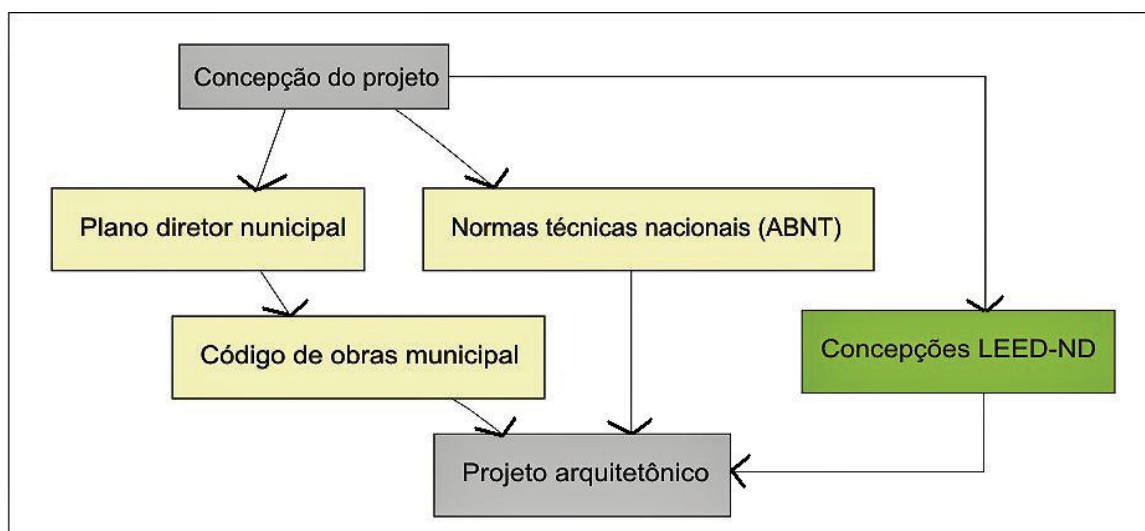 Concepção do projeto
Plano diretor nunicipal
Normas técnicas nacionais (ABNT)
Código de obras municipal
Concepções LEED-ND
Projeto arquitetônico